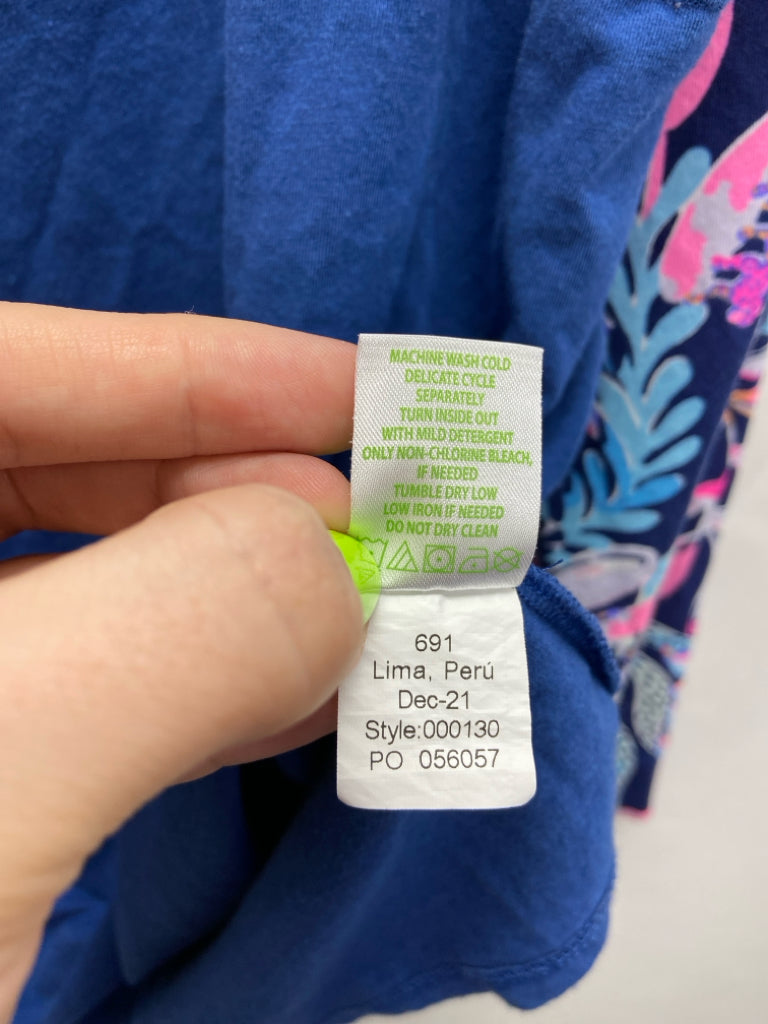 MACHINE WASH COLD
DELICATE CYCLE
SEPARATELY
TURN INSIDE OUT
WITH MILD DETERGENT
ONLY NON-CHLORINE BLEACH,
IF NEEDED
TUMBLE DRY LOW
LOW IRON IF NEEDED
DO NOT DRY CLEAN
691
Lima, Perú
Dec-21
Style:000130
PO 056057